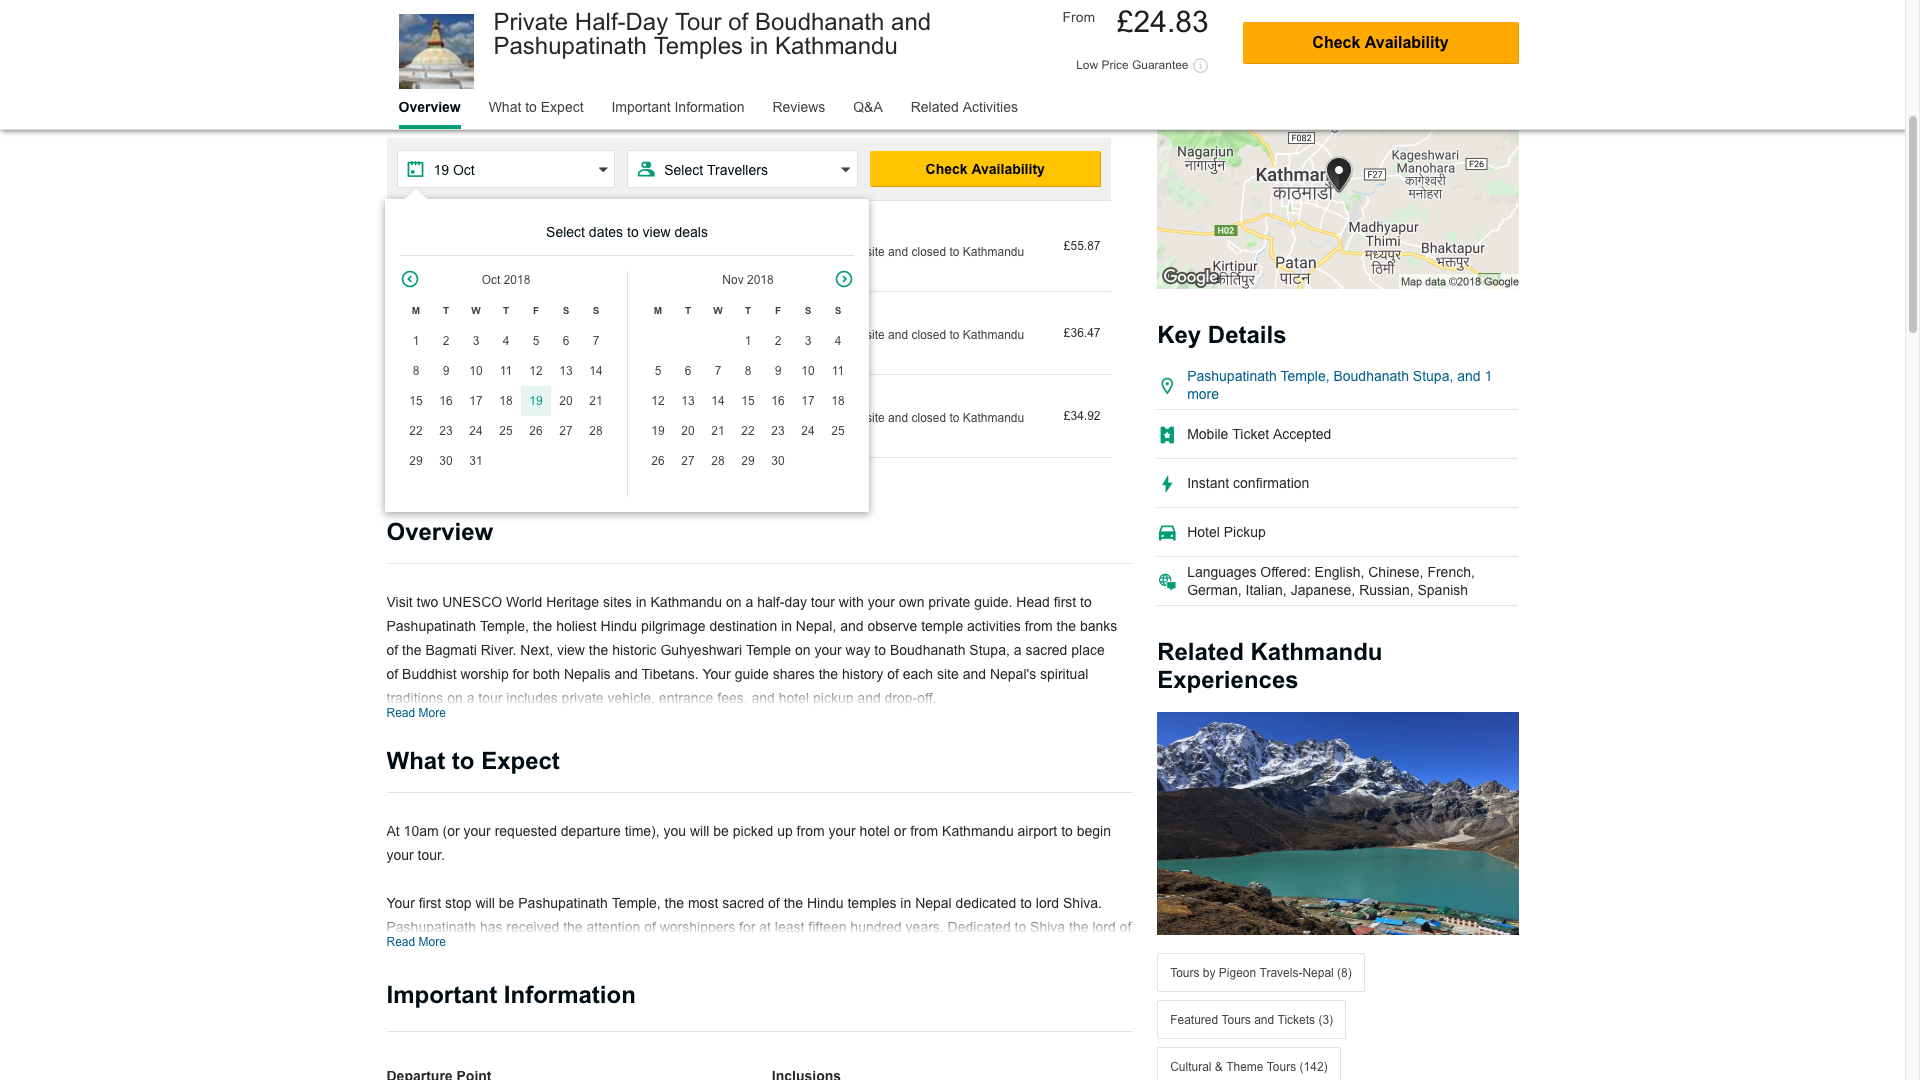 Private Half-Day Tour of Boudhanath and
Pashupatinath Temples in Kathmandu
From £24.83
Low Price Guarantee
Check Availability
Overview
What to Expect
Important Information
Reviews
Q&A
Related Activities
19 Oct
Select Travellers
Check Availability
Select dates to view deals
Oct 2018
M T W T F S S
1 2 3 4 5 6 7
8 9 10 11 12 13 14
15 16 17 18 19 20 21
22 23 24 25 26 27 28
29 30 31
Nov 2018
M T W T F S S
1 2 3 4
5 6 7 8 9 10 11
12 13 14 15 16 17 18
19 20 21 22 23 24 25
26 27 28 29 30
site and closed to Kathmandu £55.87
site and closed to Kathmandu £36.47
site and closed to Kathmandu £34.92
Overview
Visit two UNESCO World Heritage sites in Kathmandu on a half-day tour with your own private guide. Head first to
Pashupatinath Temple, the holiest Hindu pilgrimage destination in Nepal, and observe temple activities from the banks
of the Bagmati River. Next, view the historic Guhyeshwari Temple on your way to Boudhanath Stupa, a sacred place
of Buddhist worship for both Nepalis and Tibetans. Your guide shares the history of each site and Nepal's spiritual
traditions on a tour includes private vehicle, entrance fees, and hotel pickup and drop-off.
Read More
What to Expect
At 10am (or your requested departure time), you will be picked up from your hotel or from Kathmandu airport to begin
your tour.
Your first stop will be Pashupatinath Temple, the most sacred of the Hindu temples in Nepal dedicated to lord Shiva.
Pashupatinath has received the attention of worshippers for at least fifteen hundred years. Dedicated to Shiva the lord of
Read More
Important Information
Departure Point
Inclusions
F082
Nagarjun
नागार्जुन
Kageshwari
Manohara
कागेश्वरी
मनोहरा
F26
F27
काठमाडौं
H02
Madhyapur
Thimi
मध्यपुर
ठिमी
Bhaktapur
भक्तपुर
Kirtipur
कीर्तिपुर
Patan
पाटन
Google
Map data ©2018 Google
Key Details
Pashupatinath Temple, Boudhanath Stupa, and 1
more
Mobile Ticket Accepted
Instant confirmation
Hotel Pickup
Languages Offered: English, Chinese, French,
German, Italian, Japanese, Russian, Spanish
Related Kathmandu
Experiences
Tours by Pigeon Travels-Nepal (8)
Featured Tours and Tickets (3)
Cultural & Theme Tours (142)